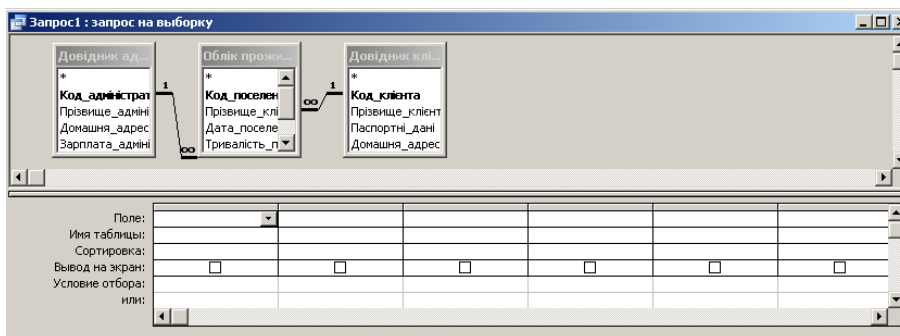 Запрос1 : запрос на выборку
Довідник ад...
*
Код_адміністрат
Прізвище_адміні
Домашня_адрес
Зарплата_адміні
1
∞
Облік прожи...
*
Код_поселен
Прізвище_клі
Дата_поселе
Тривалість_п
∞
1
Довідник клі...
*
Код_клієнта
Прізвище_клієнт
Паспортні_дані
Домашня_адрес
Поле:
Имя таблицы:
Сортировка:
Вывод на экран:
Условие отбора:
или: